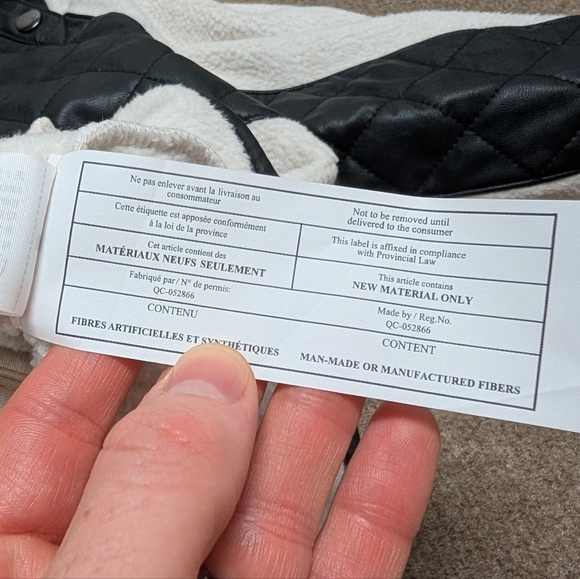 Ne pas enlever avant la livraison au
consommateur
Not to be removed until
delivered to the consumer
Cette étiquette est apposée conformément
à la loi de la province
This label is affixed in compliance
with Provincial Law
Cet article contient des
MATÉRIAUX NEUFS SEULEMENT
This article contains
NEW MATERIAL ONLY
Fabriqué par / N° de permis:
QC-052866
Made by / Reg.No.
QC-052866
CONTENU
FIBRES ARTIFICIELLES ET SYNTHÉTIQUES
CONTENT
MAN-MADE OR MANUFACTURED FIBERS